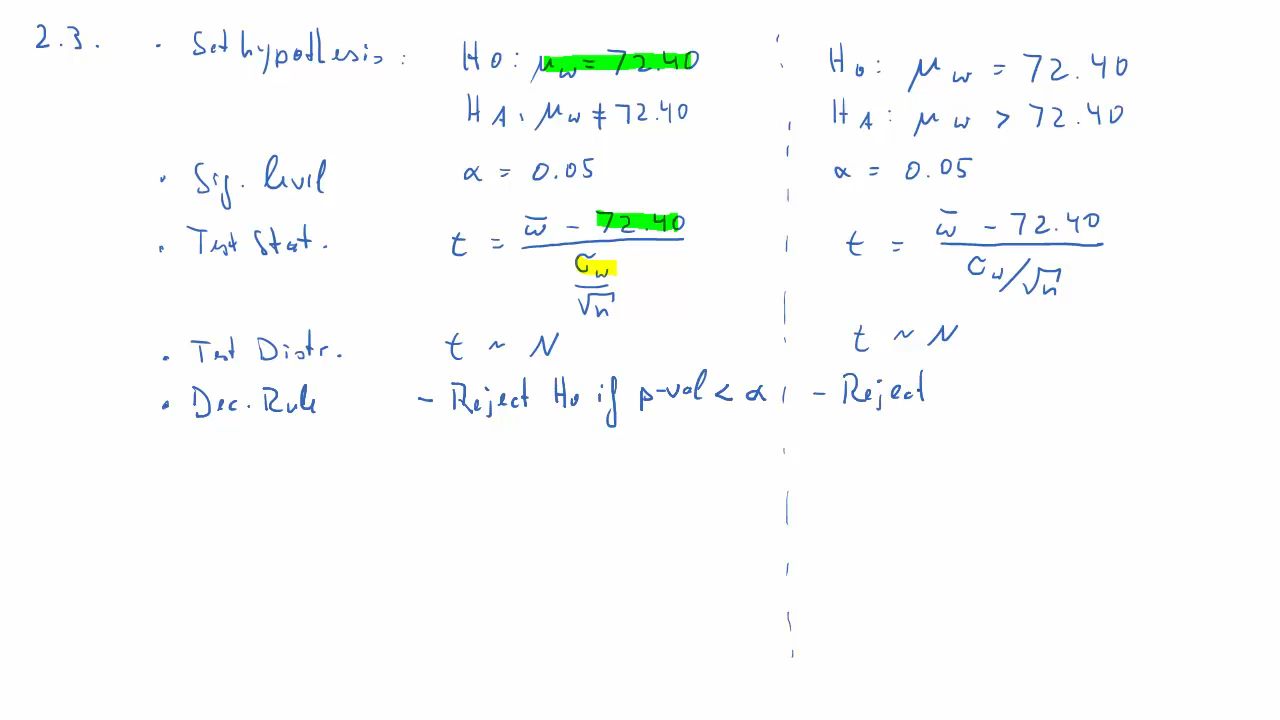 2.3. · Set hypothesis: H0: μw = 72.40 H0: μw = 72.40
HA: μw ≠ 72.40 HA: μw > 72.40
· Sig. level α = 0.05 α = 0.05
· Test Stat. t = (w̄ − 72.40) / (σw / √n) t = (w̄ − 72.40) / (σw/√n)
· Test Distr. t ~ N t ~ N
· Dec. Rule – Reject H0 if p-val < α – Reject